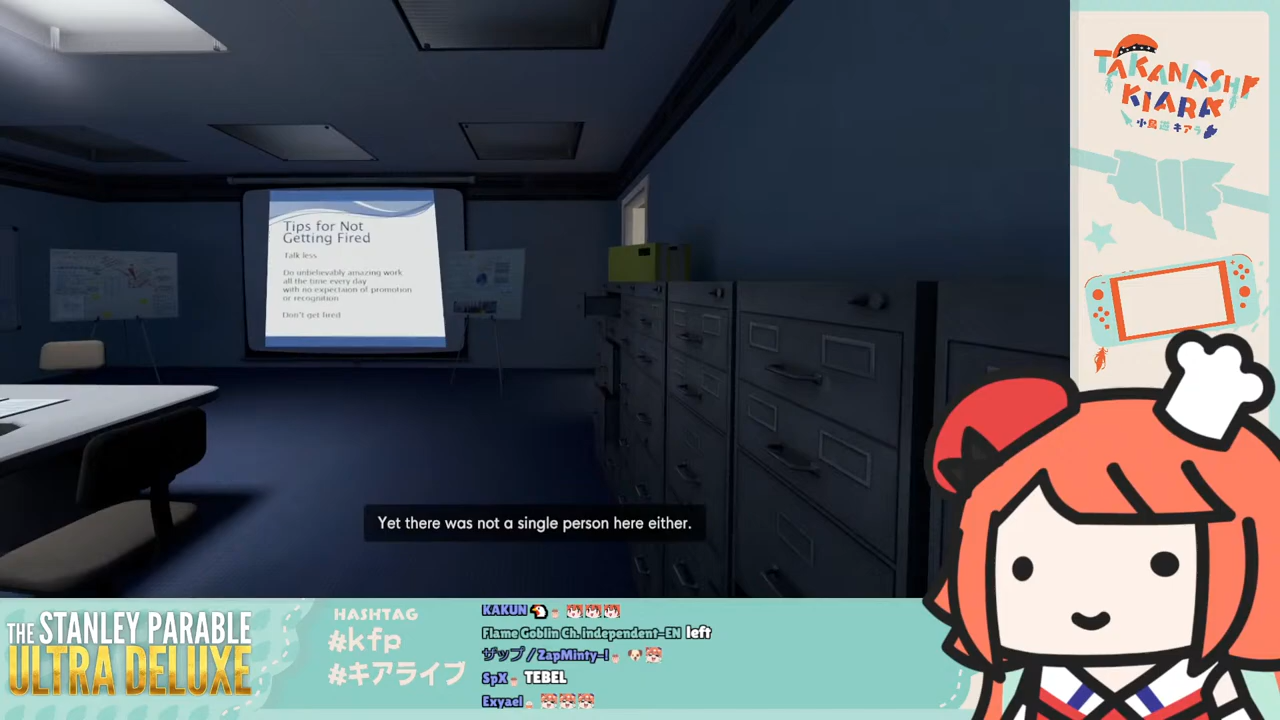 TAKANASHI
KIARA
小鳥遊キアラ
Tips for Not
Getting Fired
Talk less
Do unbelievably amazing work
all the time every day
with no expectaion of promotion
or recognition
Don't get fired
Yet there was not a single person here either.
THE STANLEY PARABLE
ULTRA DELUXE
HASHTAG
#kfp
#キアライブ
KAKUN
Flame Goblin Ch. independent-EN left
ザップ / ZapMinty-!
SpX TEBEL
Exyael